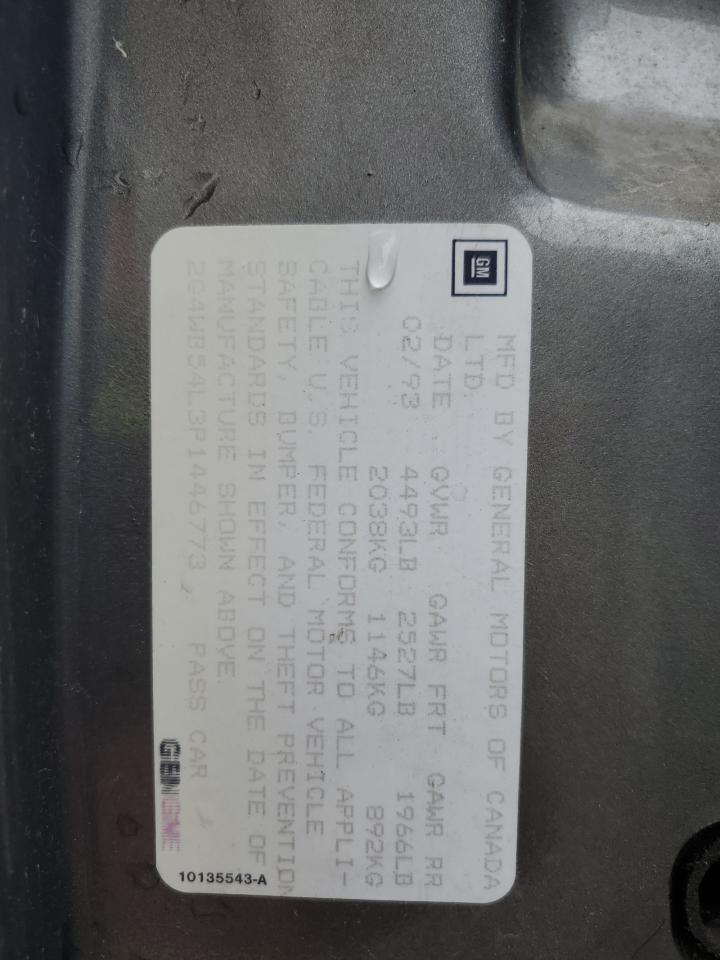 GM
MFD BY GENERAL MOTORS OF CANADA
LTD.
DATE GVWR GAWR FRT GAWR RR
02/93 4493LB 2527LB 1966LB
2038KG 1146KG 892KG
THIS VEHICLE CONFORMS TO ALL APPLI-
CABLE U.S. FEDERAL MOTOR VEHICLE
SAFETY, BUMPER, AND THEFT PREVENTION
STANDARDS IN EFFECT ON THE DATE OF
MANUFACTURE SHOWN ABOVE.
2G4WB54L3P1446773 PASS CAR
10135543-A